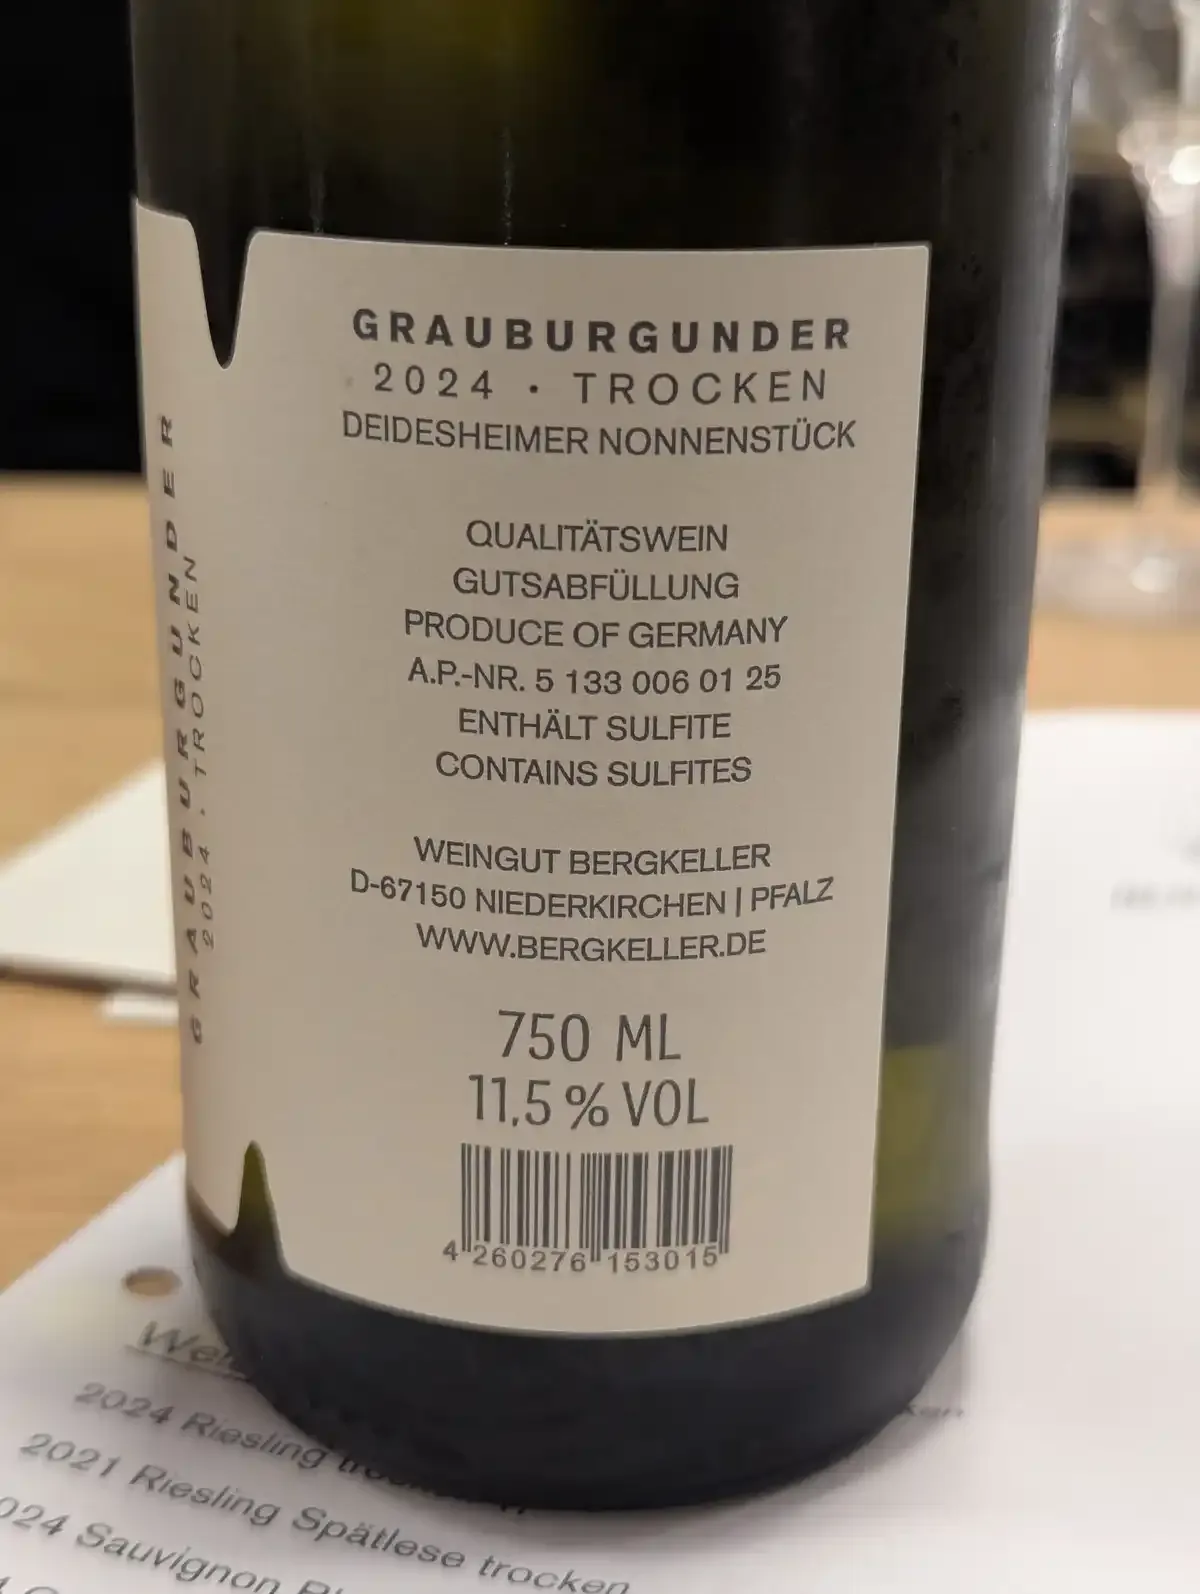 GRAUBURGUNDER
2024 · TROCKEN
GRAUBURGUNDER
2024 · TROCKEN
DEIDESHEIMER NONNENSTÜCK
QUALITÄTSWEIN
GUTSABFÜLLUNG
PRODUCE OF GERMANY
A.P.-NR. 5 133 006 01 25
ENTHÄLT SULFITE
CONTAINS SULFITES
WEINGUT BERGKELLER
D-67150 NIEDERKIRCHEN | PFALZ
WWW.BERGKELLER.DE
750 ML
11,5 % VOL
4 260276 153015
2024 Riesling
2021 Riesling Spätlese trocken
Sauvignon